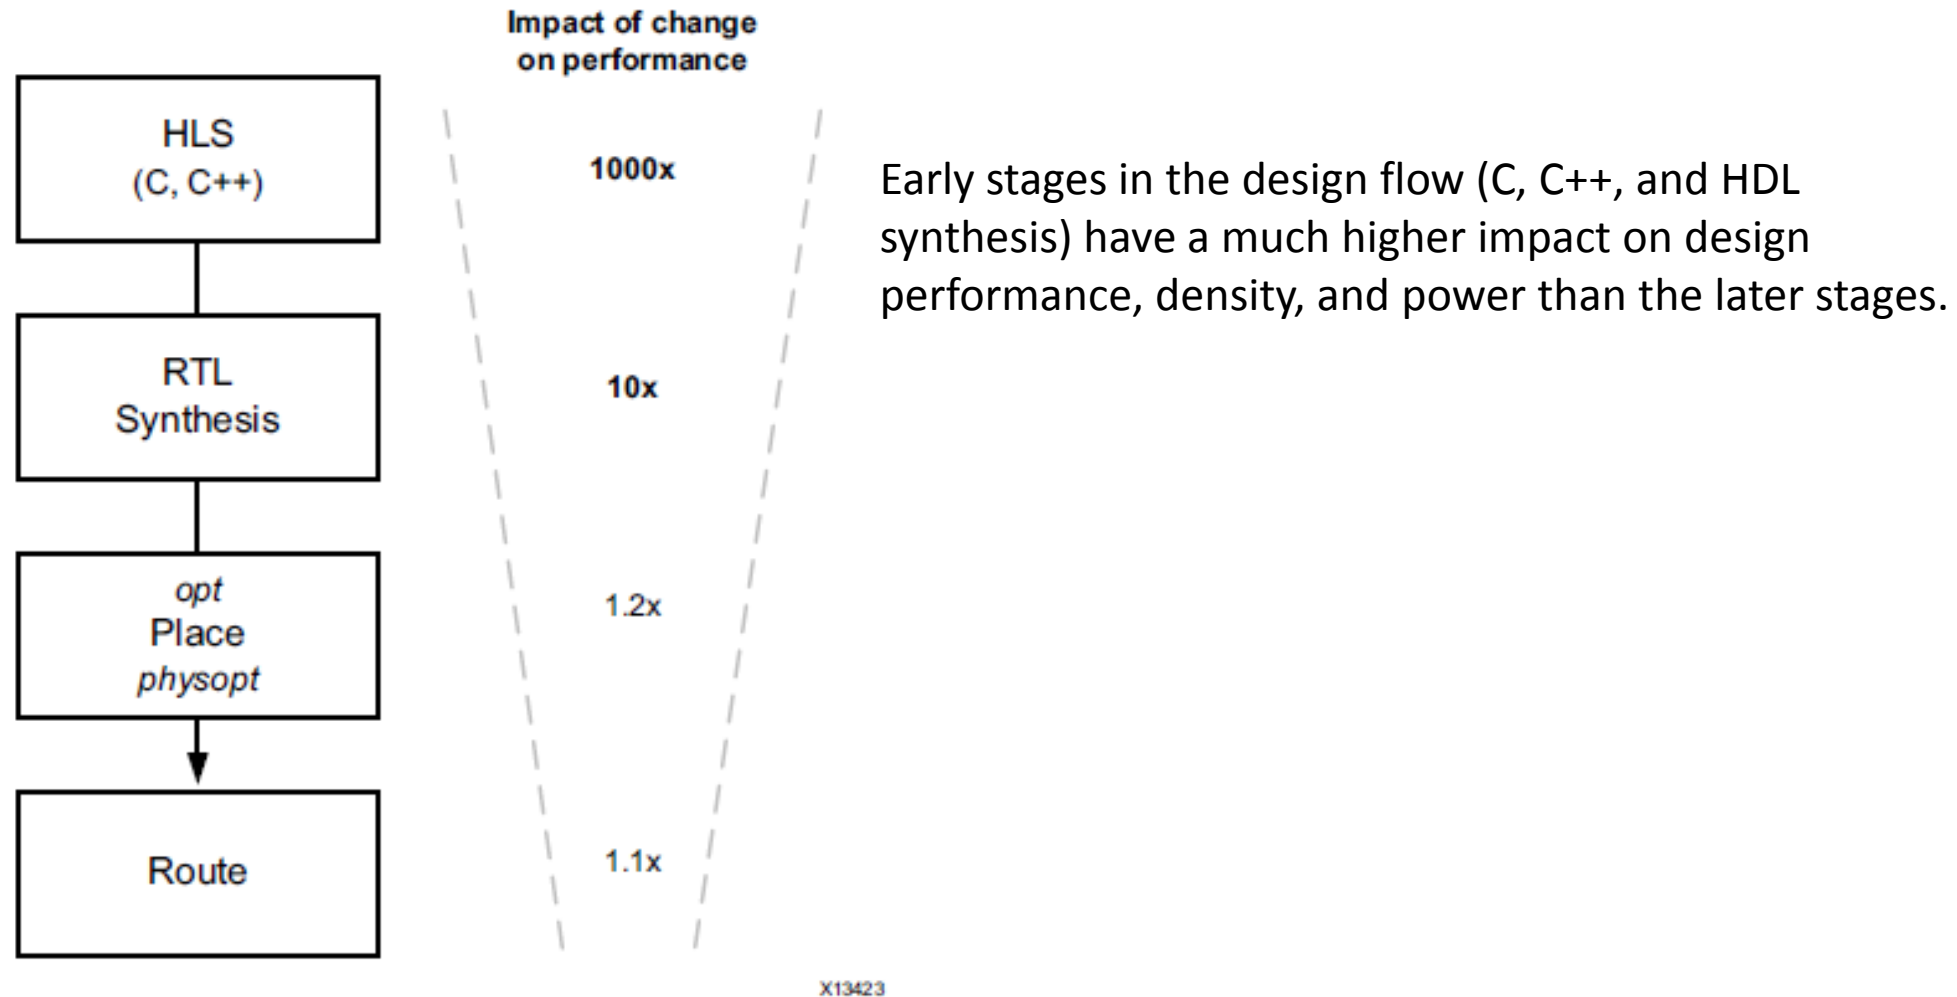 Impact of change
on performance
HLS
(C, C++)
1000x
Early stages in the design flow (C, C++, and HDL
synthesis) have a much higher impact on design
performance, density, and power than the later stages.
RTL
Synthesis
10x
opt
Place
physopt
1.2x
Route
1.1x
X13423